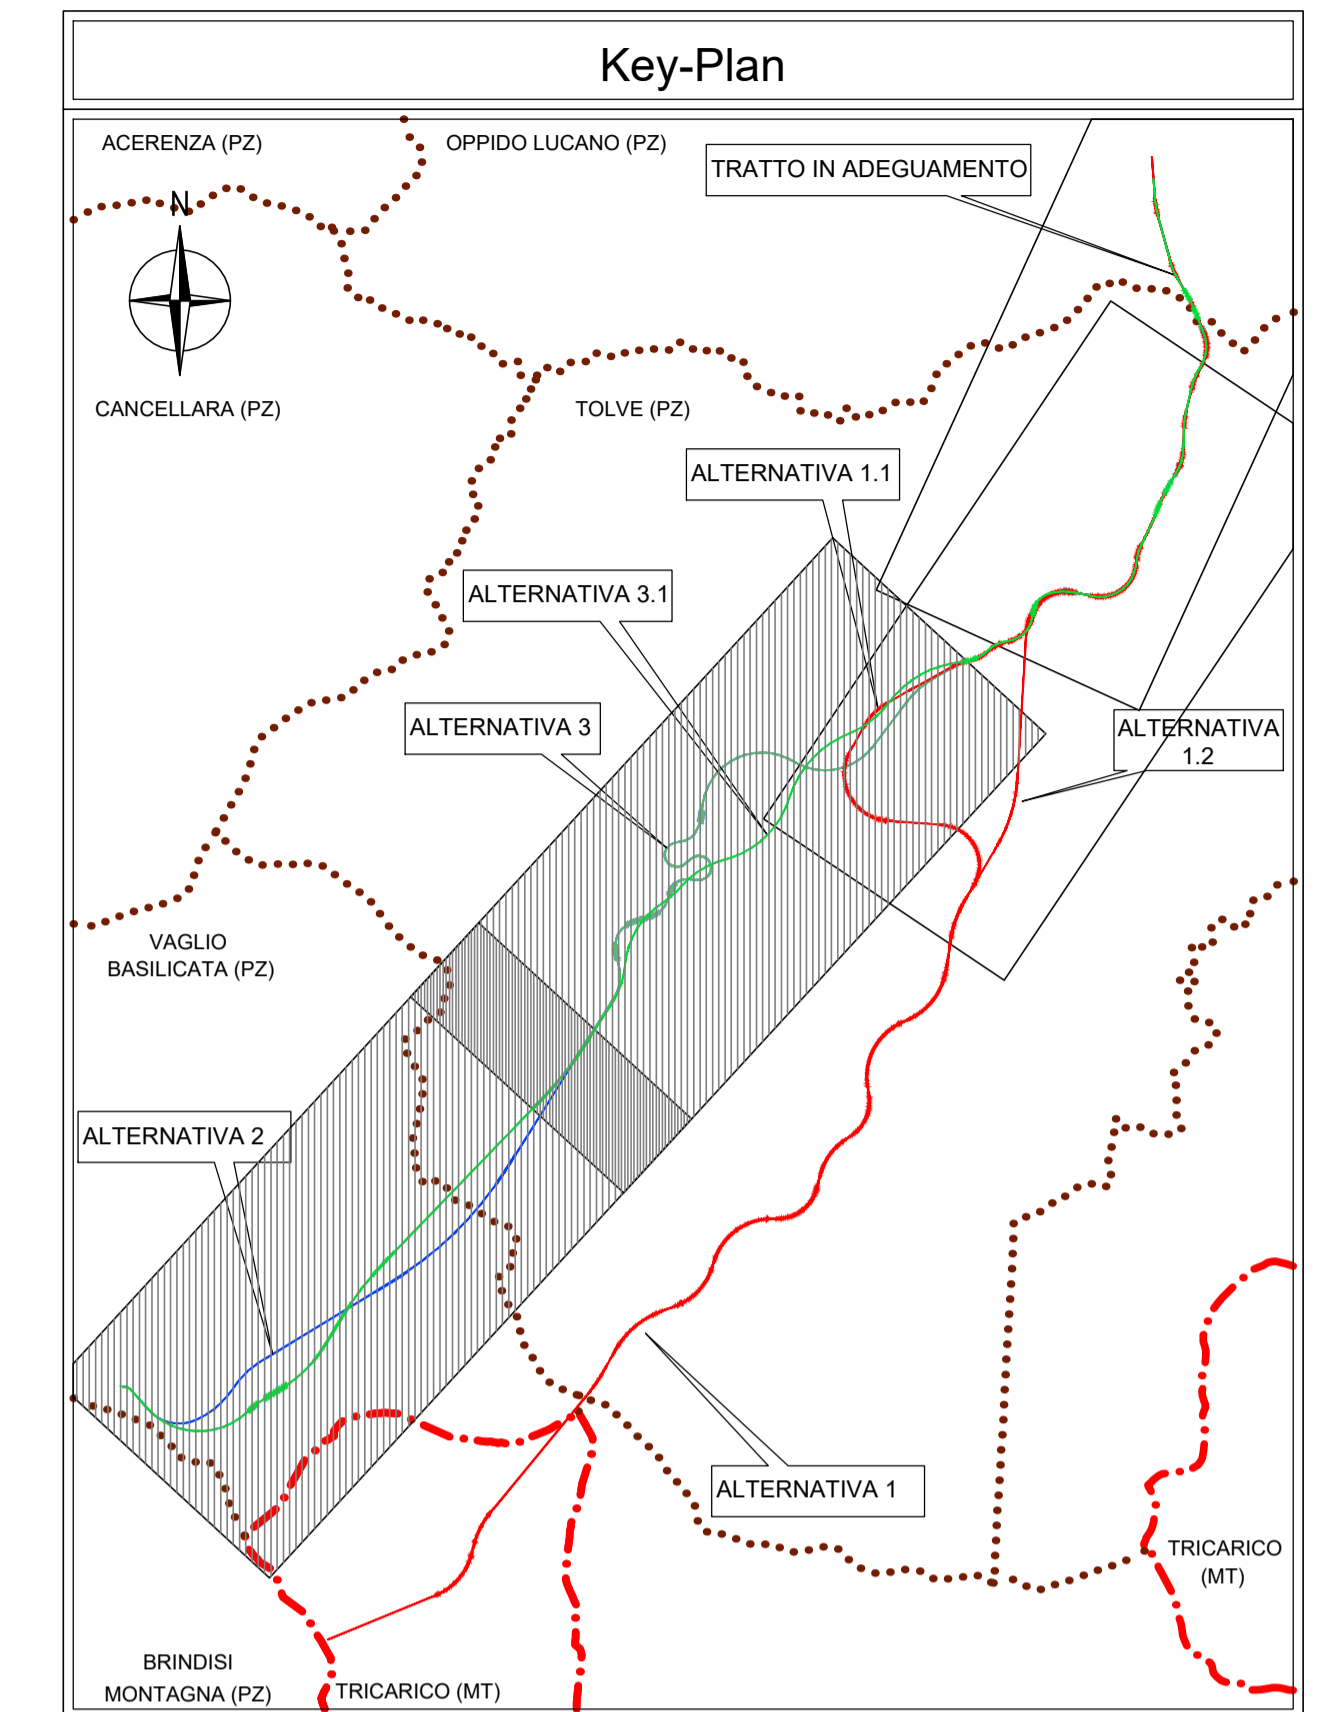 Key-Plan
ACERENZA (PZ)
OPPIDO LUCANO (PZ)
TRATTO IN ADEGUAMENTO
N
CANCELLARA (PZ)
TOLVE (PZ)
ALTERNATIVA 1.1
ALTERNATIVA 3.1
ALTERNATIVA 3
ALTERNATIVA
1.2
VAGLIO
BASILICATA (PZ)
ALTERNATIVA 2
ALTERNATIVA 1
TRICARICO
(MT)
BRINDISI
MONTAGNA (PZ)
TRICARICO (MT)